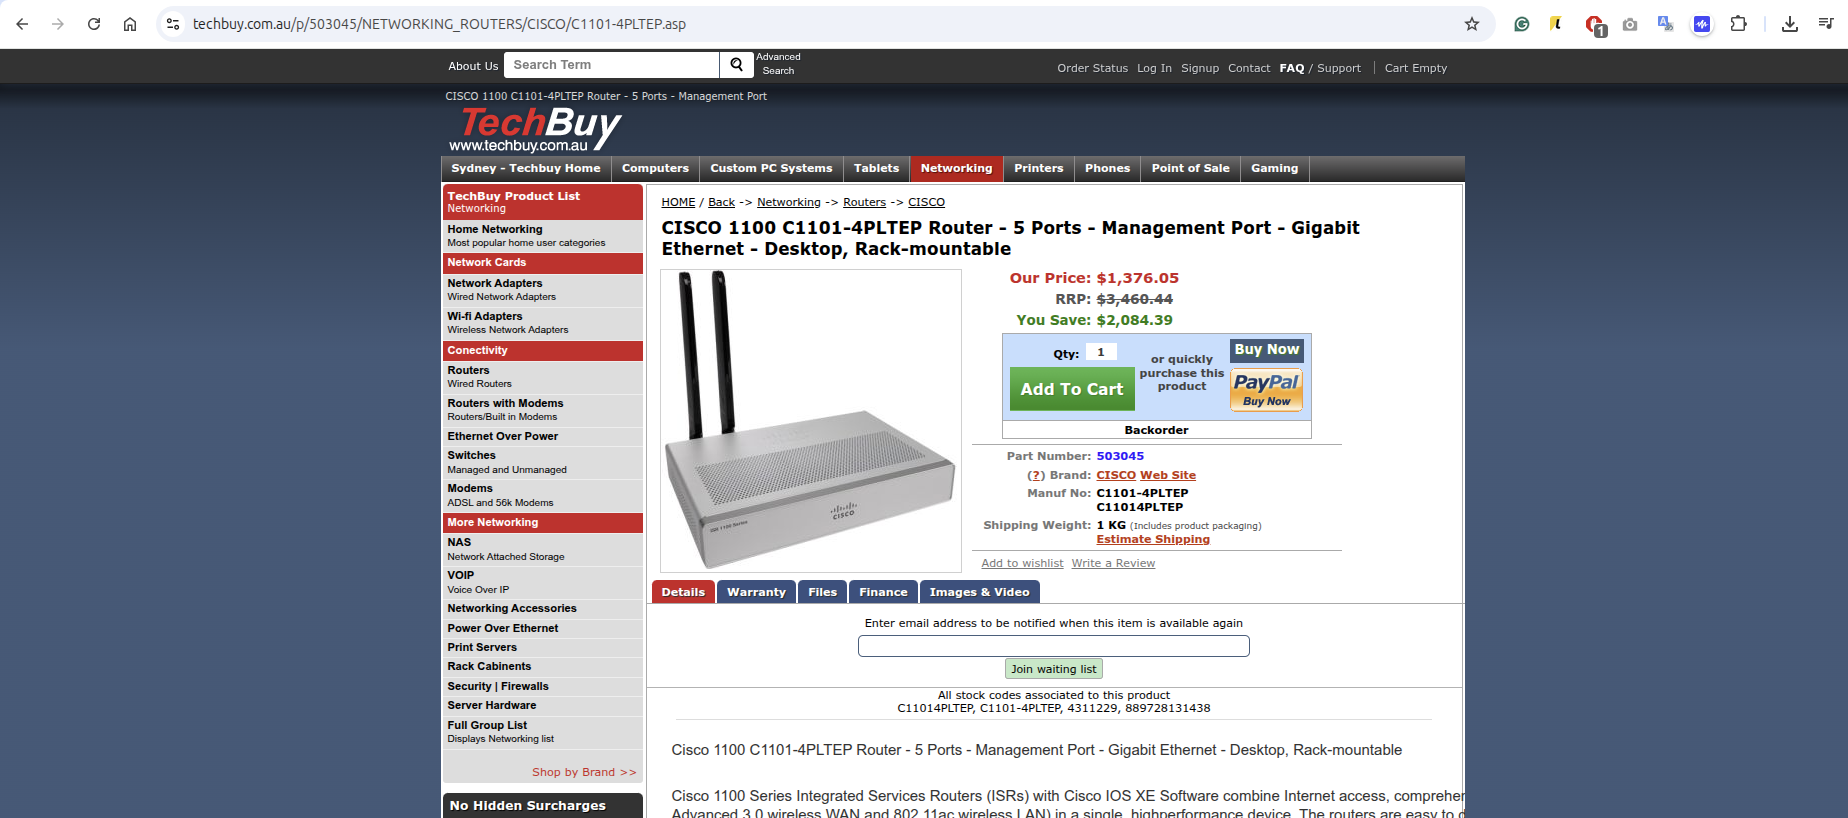 techbuy.com.au/p/503045/NETWORKING_ROUTERS/CISCO/C1101-4PLTEP.asp
1
About Us
Search Term
Advanced
Search
Order Status Log In Signup Contact FAQ / Support | Cart Empty
CISCO 1100 C1101-4PLTEP Router - 5 Ports - Management Port
TechBuy
www.techbuy.com.au
Sydney – Techbuy Home Computers Custom PC Systems Tablets Networking Printers Phones Point of Sale Gaming
TechBuy Product List
Networking
Home Networking
Most popular home user categories
Network Cards
Network Adapters
Wired Network Adapters
Wi-fi Adapters
Wireless Network Adapters
Conectivity
Routers
Wired Routers
Routers with Modems
Routers/Built in Modems
Ethernet Over Power
Switches
Managed and Unmanaged
Modems
ADSL and 56k Modems
More Networking
NAS
Network Attached Storage
VOIP
Voice Over IP
Networking Accessories
Power Over Ethernet
Print Servers
Rack Cabinents
Security | Firewalls
Server Hardware
Full Group List
Displays Networking list
Shop by Brand >>
No Hidden Surcharges
HOME / Back -> Networking -> Routers -> CISCO
CISCO 1100 C1101-4PLTEP Router - 5 Ports - Management Port - Gigabit
Ethernet - Desktop, Rack-mountable
ISR 1100 Series
CISCO
Our Price: $1,376.05
RRP: $3,460.44
You Save: $2,084.39
Qty: 1
Add To Cart
or quickly
purchase this
product
Buy Now
PayPal
Buy Now
Backorder
Part Number: 503045
(?) Brand: CISCO Web Site
Manuf No: C1101-4PLTEP
C11014PLTEP
Shipping Weight: 1 KG (Includes product packaging)
Estimate Shipping
Add to wishlist Write a Review
Details Warranty Files Finance Images & Video
Enter email address to be notified when this item is available again
Join waiting list
All stock codes associated to this product
C11014PLTEP, C1101-4PLTEP, 4311229, 889728131438
Cisco 1100 C1101-4PLTEP Router - 5 Ports - Management Port - Gigabit Ethernet - Desktop, Rack-mountable
Cisco 1100 Series Integrated Services Routers (ISRs) with Cisco IOS XE Software combine Internet access, comprehen
Advanced 3.0 wireless WAN and 802.11ac wireless LAN) in a single, highperformance device. The routers are easy to d